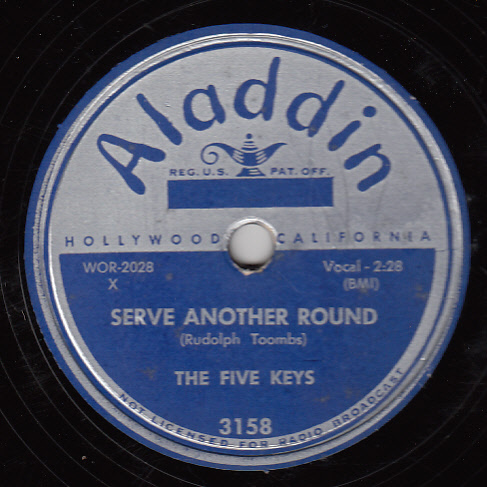 Aladdin
REG. U.S. PAT. OFF.
HOLLYWOOD CALIFORNIA
WOR-2028 Vocal - 2:28
X (BMI)
SERVE ANOTHER ROUND
(Rudolph Toombs)
THE FIVE KEYS
3158
NOT LICENSED FOR RADIO BROADCAST